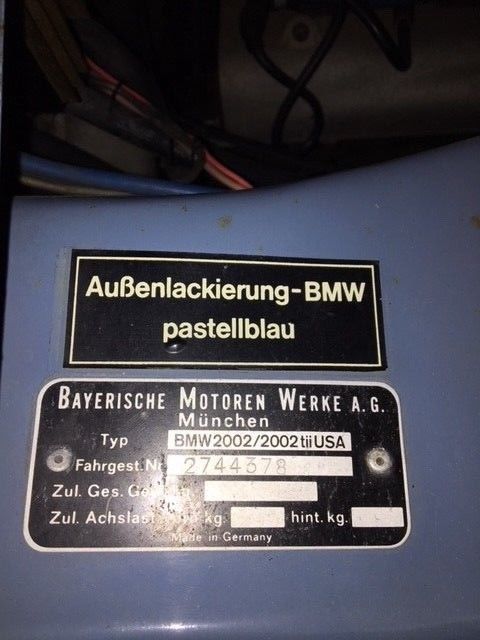 Außenlackierung-BMW
pastellblau
BAYERISCHE MOTOREN WERKE A.G.
München
Typ BMW2002/2002tiiUSA
Fahrgest.Nr. 2744378
Zul. Ges.
Zul. Achslast kg. hint. kg.
Made in Germany